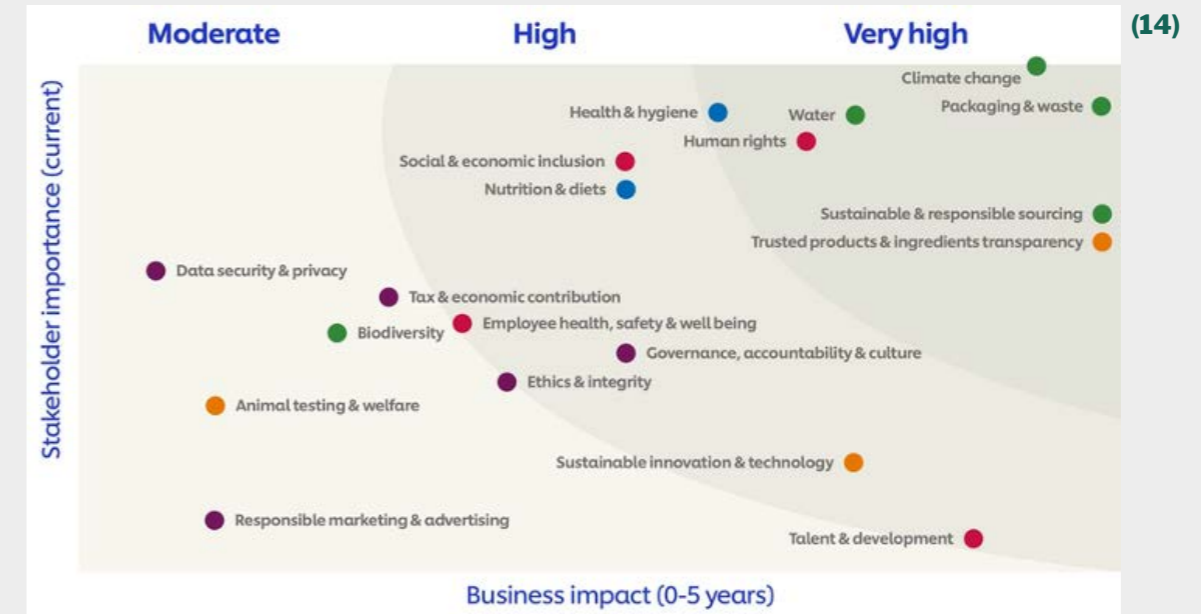 Moderate
High
Very high
(14)
Stakeholder importance (current)
Climate change
Packaging & waste
Health & hygiene
Water
Human rights
Social & economic inclusion
Nutrition & diets
Sustainable & responsible sourcing
Trusted products & ingredients transparency
Data security & privacy
Tax & economic contribution
Employee health, safety & well being
Biodiversity
Governance, accountability & culture
Ethics & integrity
Animal testing & welfare
Sustainable innovation & technology
Responsible marketing & advertising
Talent & development
Business impact (0-5 years)